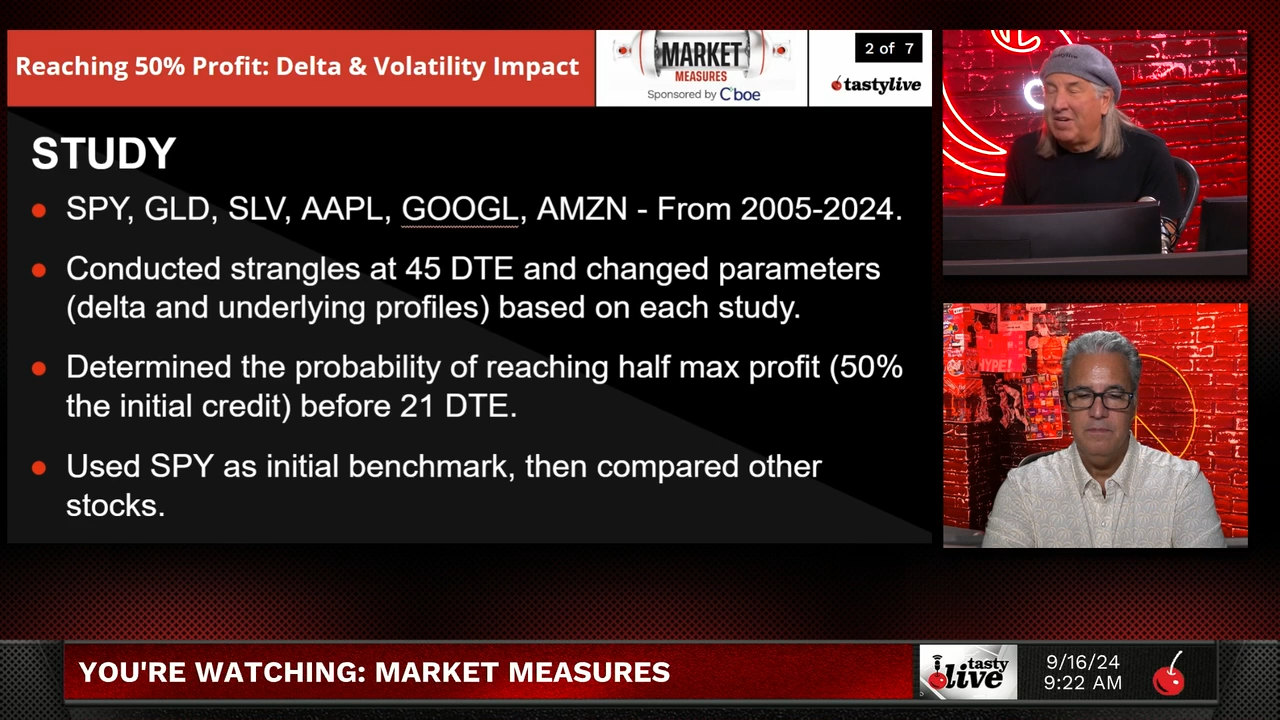 Reaching 50% Profit: Delta & Volatility Impact
MARKET
MEASURES
Sponsored by Cboe
2 of 7
tastylive
STUDY
SPY, GLD, SLV, AAPL, GOOGL, AMZN - From 2005-2024.
Conducted strangles at 45 DTE and changed parameters
(delta and underlying profiles) based on each study.
Determined the probability of reaching half max profit (50%
the initial credit) before 21 DTE.
Used SPY as initial benchmark, then compared other
stocks.
HYPE!
YOU'RE WATCHING: MARKET MEASURES
tasty
live
9/16/24
9:22 AM